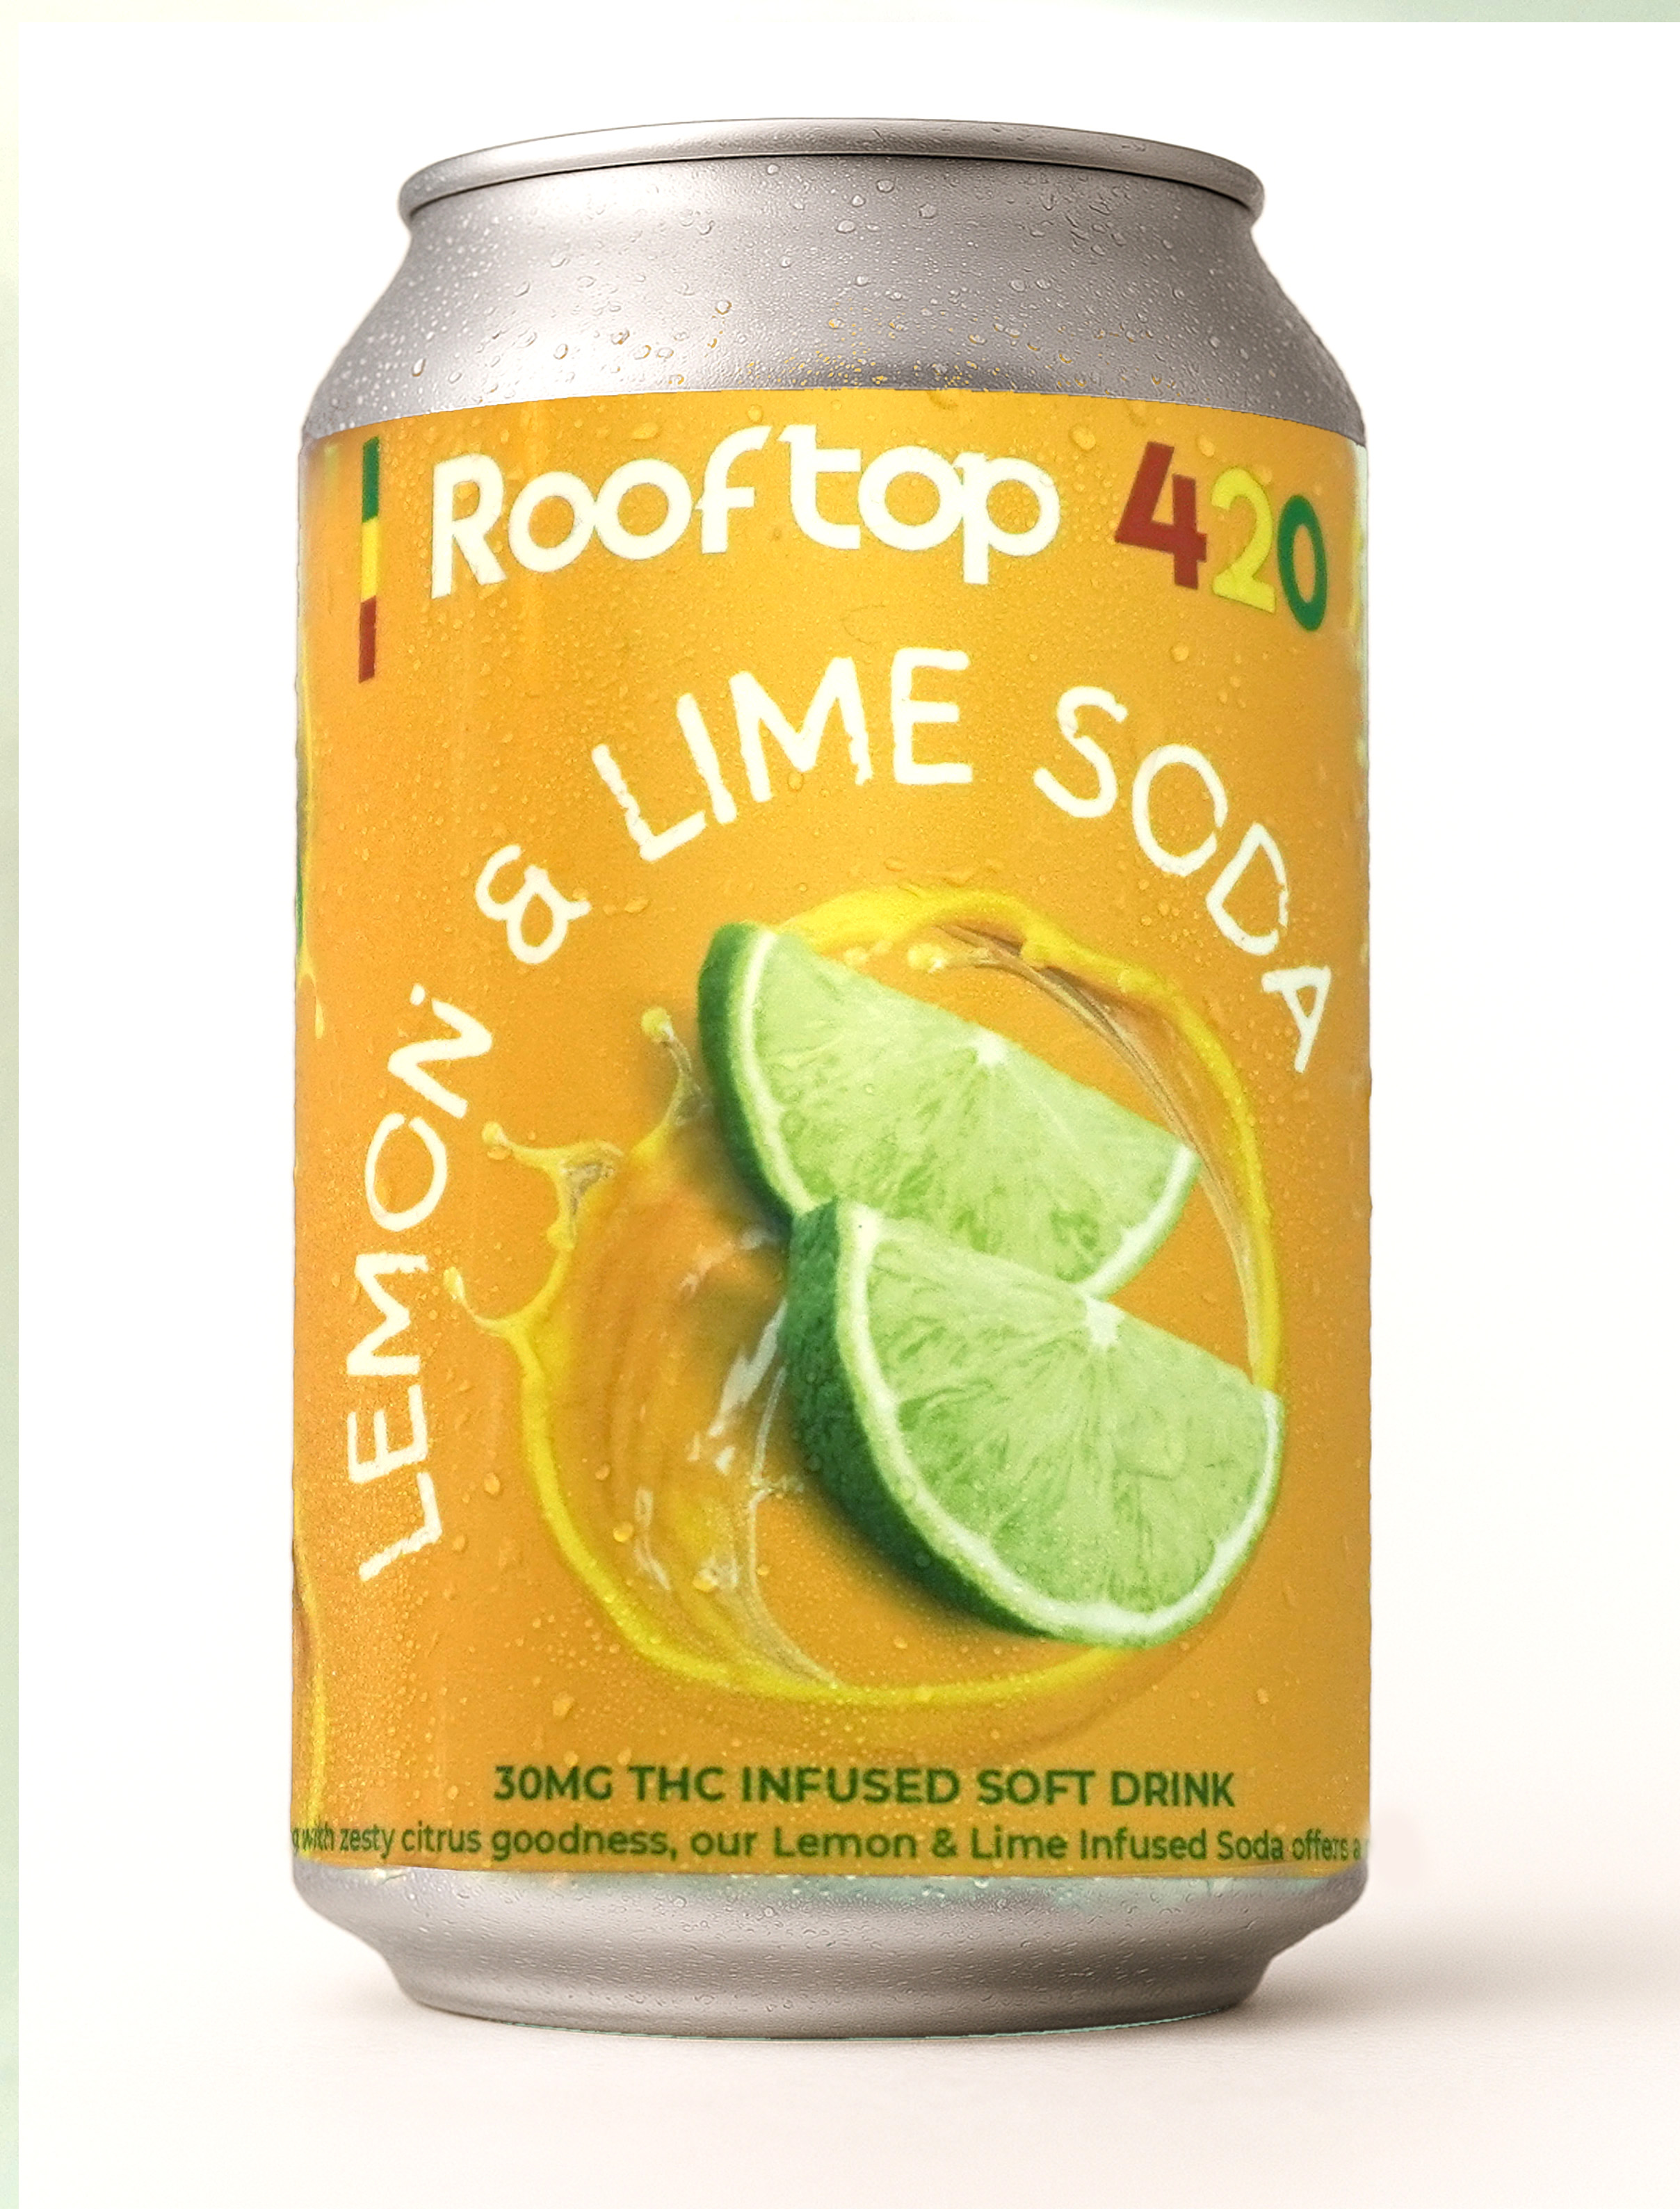 Rooftop 420
LEMON & LIME SODA
30MG THC INFUSED SOFT DRINK
with zesty citrus goodness, our Lemon & Lime Infused Soda offers a